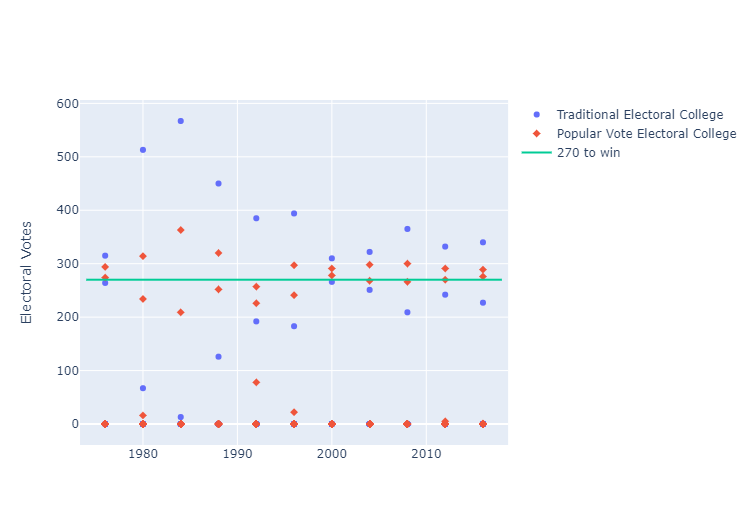 600
500
400
300
200
100
0
Electoral Votes
1980
1990
2000
2010
Traditional Electoral College
Popular Vote Electoral College
270 to win